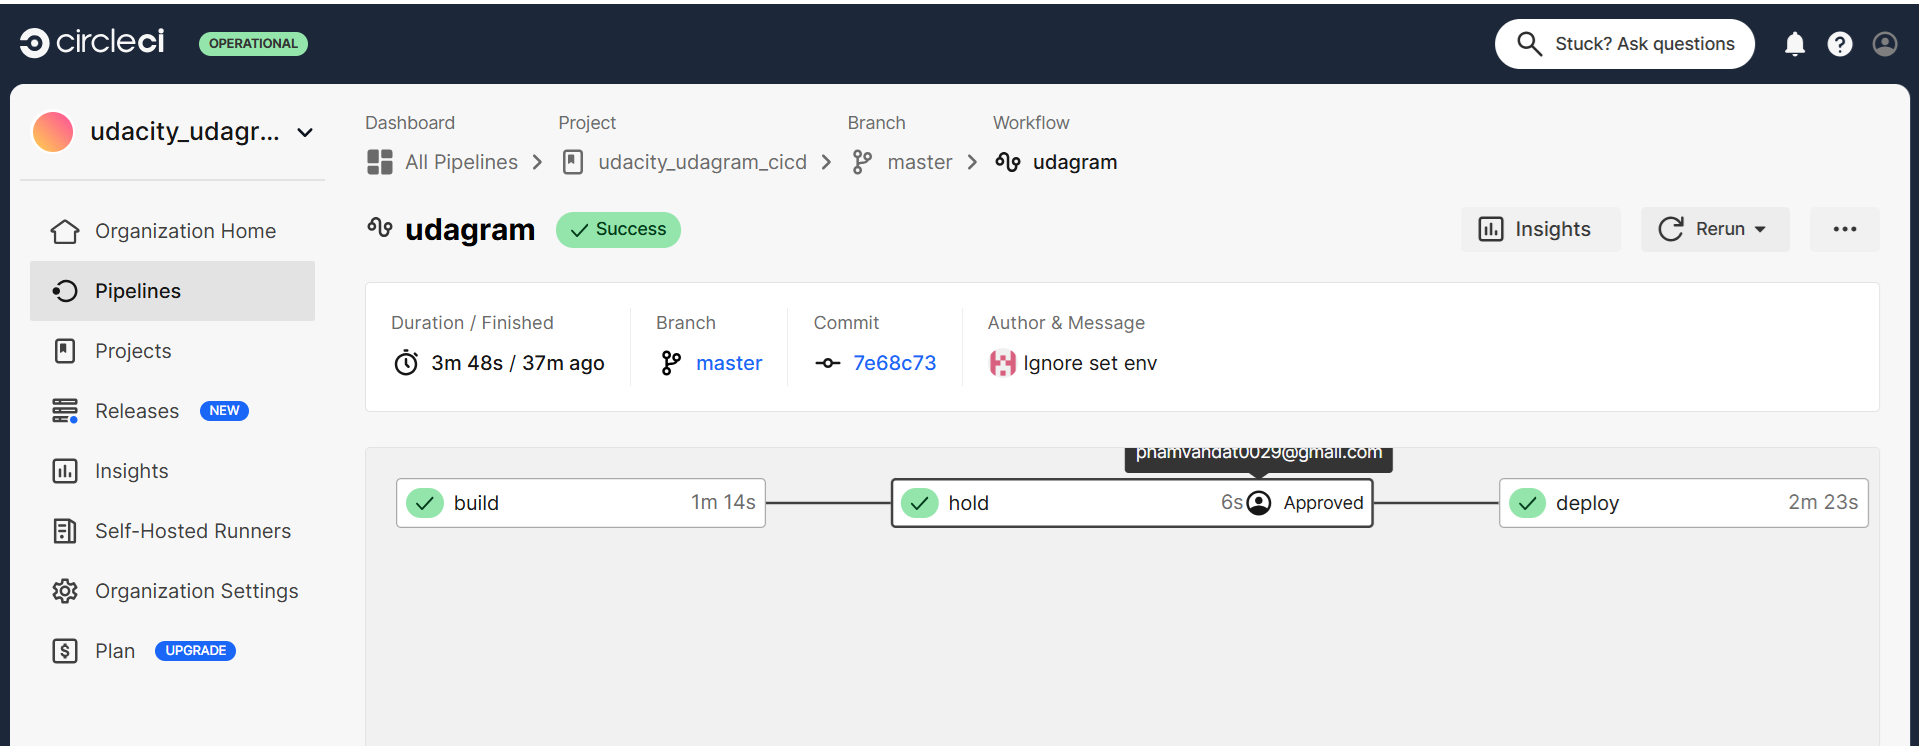 circleci OPERATIONAL Stuck? Ask questions
udacity_udagr...
Dashboard Project Branch Workflow
All Pipelines udacity_udagram_cicd master udagram
udagram Success Insights Rerun ...
Organization Home
Pipelines
Projects
Releases NEW
Insights
Self-Hosted Runners
Organization Settings
Plan UPGRADE
Duration / Finished Branch Commit Author & Message
3m 48s / 37m ago master 7e68c73 Ignore set env
phamvandat0029@gmail.com
build 1m 14s hold 6s Approved deploy 2m 23s